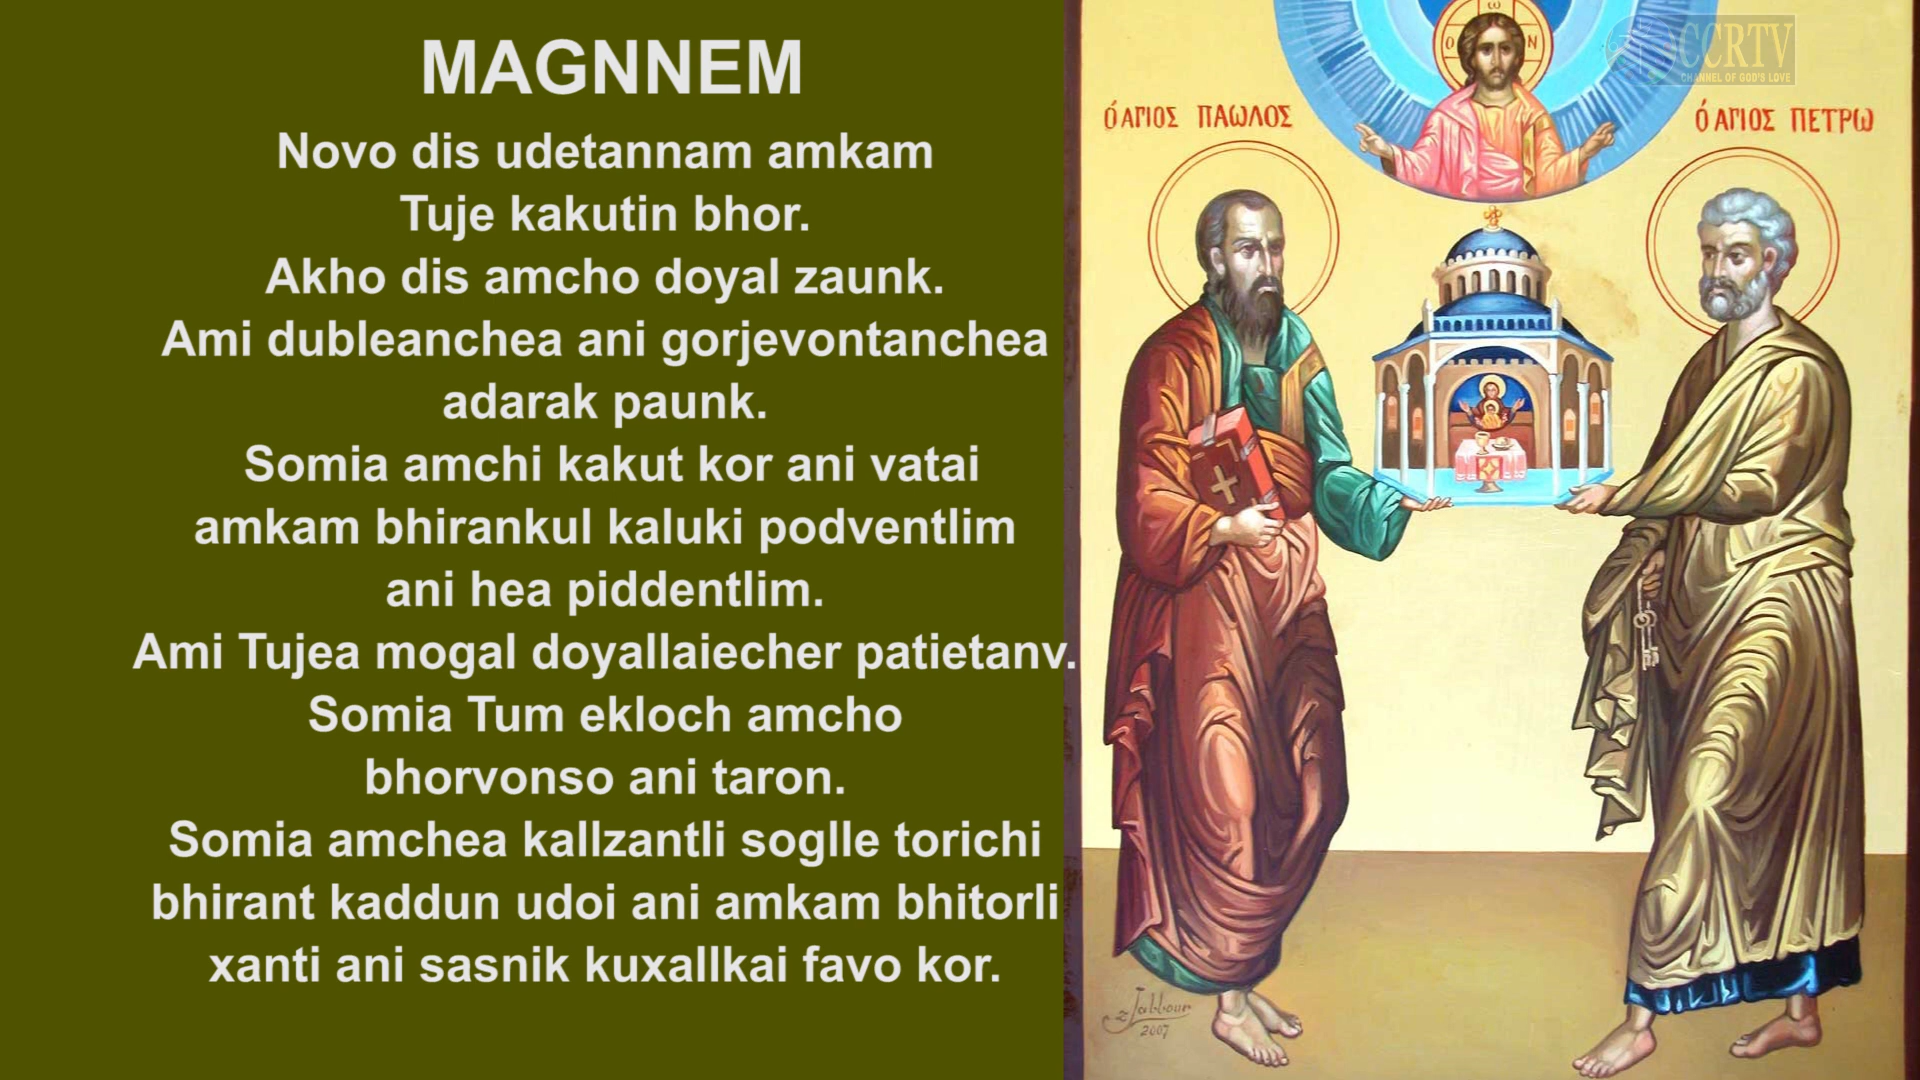 MAGNNEM
Novo dis udetannam amkam
Tuje kakutin bhor.
Akho dis amcho doyal zaunk.
Ami dubleanchea ani gorjevontanchea
adarak paunk.
Somia amchi kakut kor ani vatai
amkam bhirankul kaluki podventlim
ani hea piddentlim.
Ami Tujea mogal doyallaiecher patietanv.
Somia Tum ekloch amcho
bhorvonso ani taron.
Somia amchea kallzantli soglle torichi
bhirant kaddun udoi ani amkam bhitorli
xanti ani sasnik kuxallkai favo kor.
CCRTV
CHANNEL OF GOD'S LOVE
Ο Ω Ν
Ὁ ΑΓΙΟΣ ΠΑΩΛΟΣ
Ὁ ΑΓΙΟΣ ΠΕΤΡΩ
Jabbour
2007